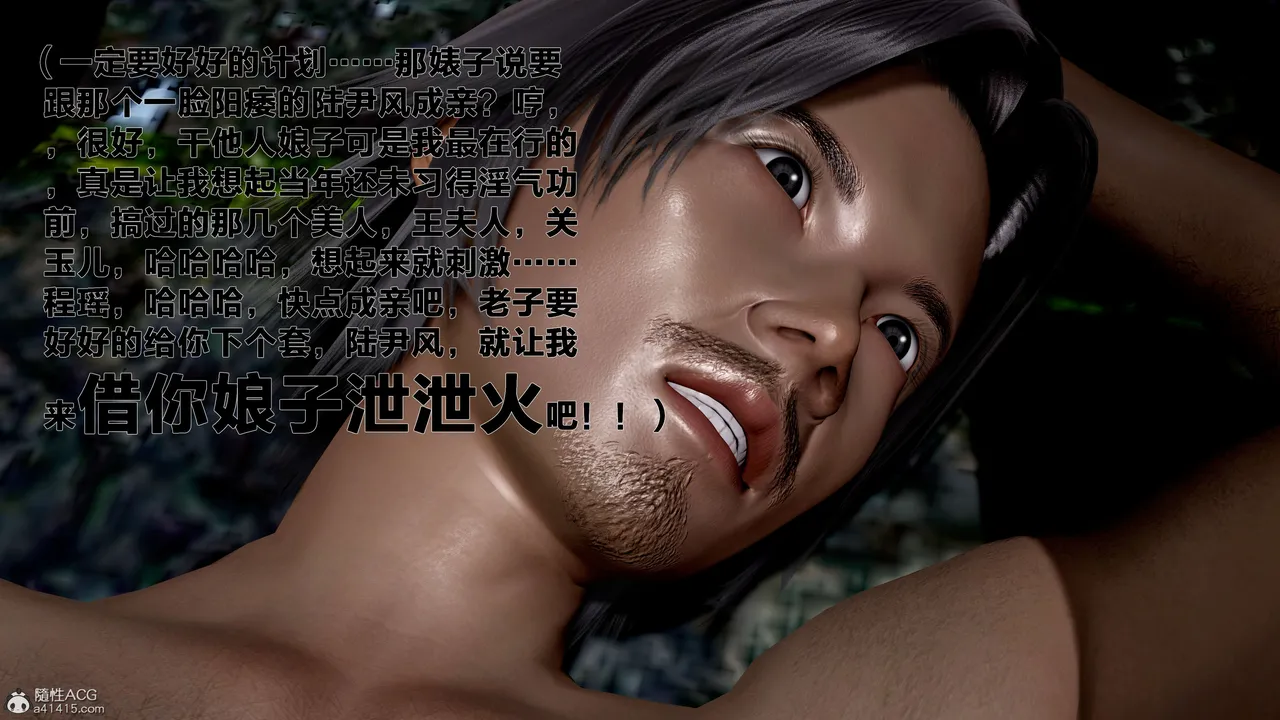 （一定要好好的计划……那婊子说要
跟那个一脸阳痿的陆尹风成亲？哼，
，很好，干他人娘子可是我最在行的
，真是让我想起当年还未习得淫气功
前，搞过的那几个美人，王夫人，关
玉儿，哈哈哈哈，想起来就刺激……
程瑶，哈哈哈，快点成亲吧，老子要
好好的给你下个套，陆尹风，就让我
来借你娘子泄泄火吧！！）
隨性ACG
a41415.com